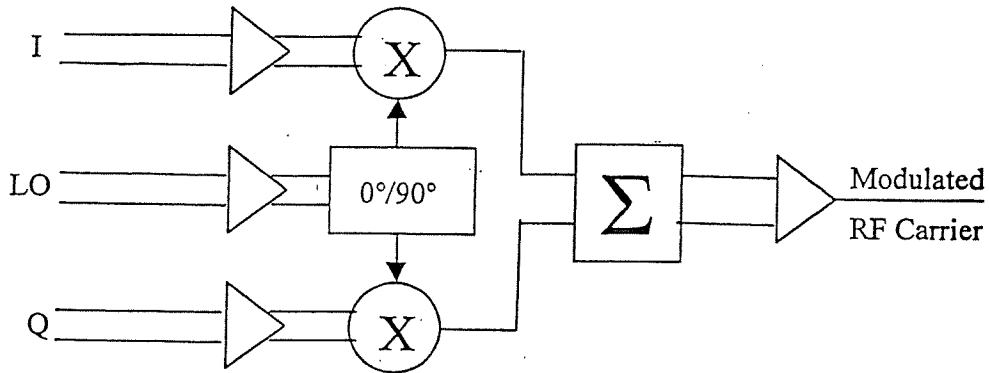 I
X
LO
0°/90°
Σ
Modulated
RF Carrier
Q
X